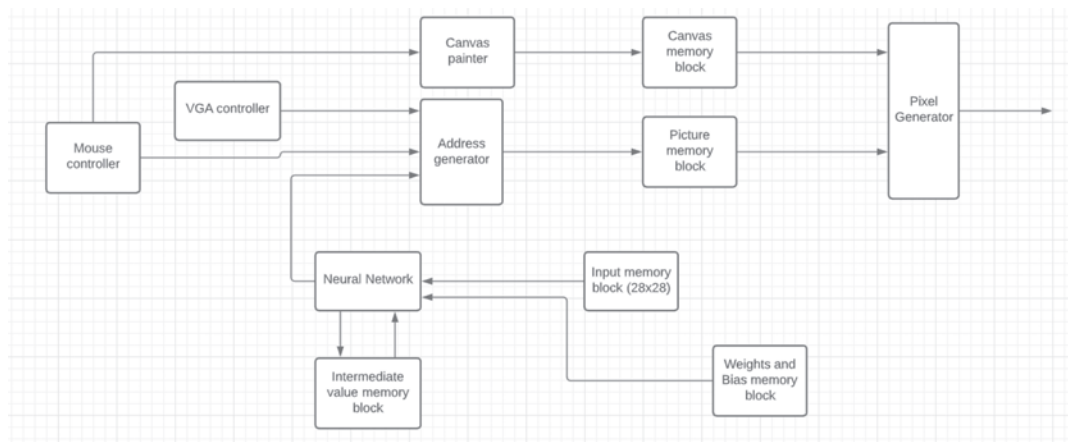 Canvas
painter
Canvas
memory
block
VGA controller
Pixel
Generator
Mouse
controller
Address
generator
Picture
memory
block
Neural Network
Input memory
block (28x28)
Intermediate
value memory
block
Weights and
Bias memory
block